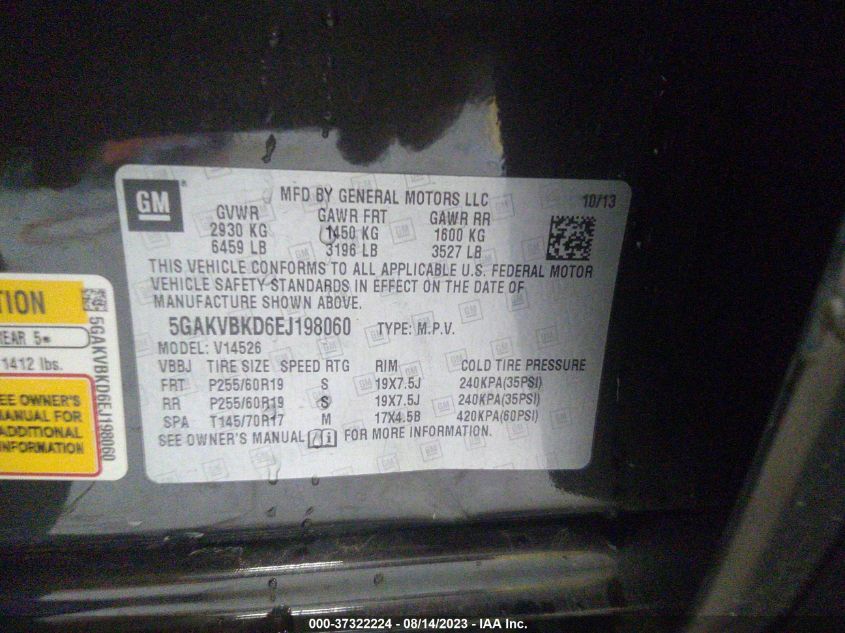 GM
MFD BY GENERAL MOTORS LLC 10/13
GVWR GAWR FRT GAWR RR
2930 KG 1450 KG 1600 KG
6459 LB 3196 LB 3527 LB
THIS VEHICLE CONFORMS TO ALL APPLICABLE U.S. FEDERAL MOTOR
VEHICLE SAFETY STANDARDS IN EFFECT ON THE DATE OF
MANUFACTURE SHOWN ABOVE.
5GAKVBKD6EJ198060 TYPE: M.P.V.
MODEL: V14526
VBBJ TIRE SIZE SPEED RTG RIM COLD TIRE PRESSURE
FRT P255/60R19 S 19X7.5J 240KPA(35PSI)
RR P255/60R19 S 19X7.5J 240KPA(35PSI)
SPA T145/70R17 M 17X4.5B 420KPA(60PSI)
SEE OWNER'S MANUAL FOR MORE INFORMATION.
TION
EAR 5
1412 lbs.
EE OWNER'S
MANUAL FOR
ADDITIONAL
NFORMATION
5GAKVBKD6EJ198060
000-37322224 - 08/14/2023 - IAA Inc.